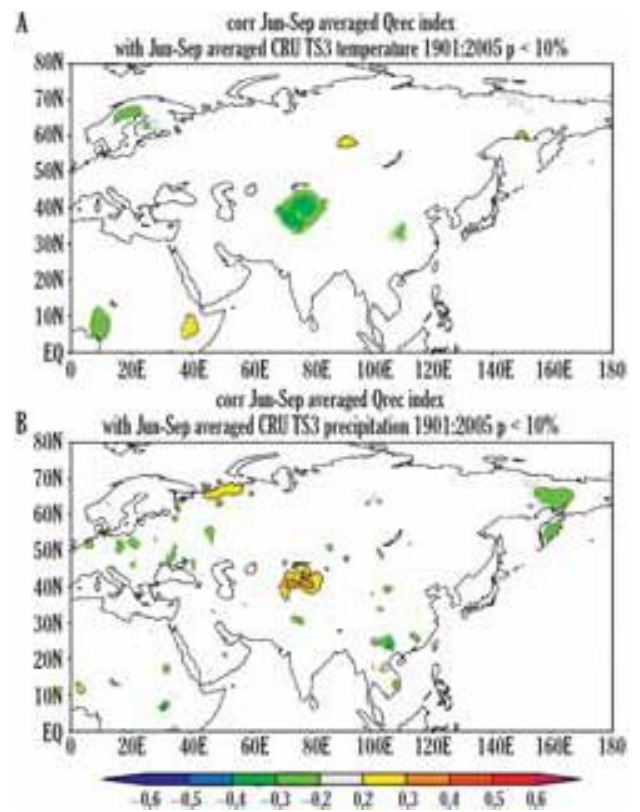 A
corr Jun-Sep averaged Qrec index
with Jun-Sep averaged CRU TS3 temperature 1901:2005 p < 10%
80N
70N
60N
50N
40N
30N
20N
10N
EQ
0 20E 40E 60E 80E 100E 120E 140E 160E 180
corr Jun-Sep averaged Qrec index
B
with Jun-Sep averaged CRU TS3 precipitation 1901:2005 p < 10%
80N
70N
60N
50N
40N
30N
20N
10N
EQ
0 20E 40E 60E 80E 100E 120E 140E 160E 180
-0,6 -0,5 -0,4 -0,3 -0,2 0,2 0,3 0,4 0,5 0,6